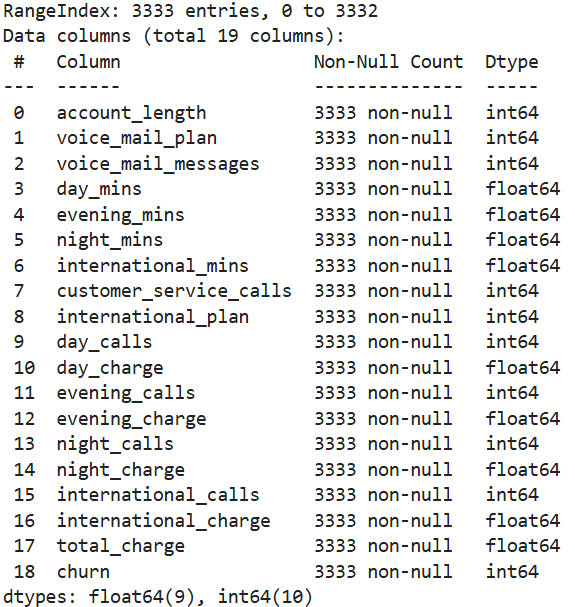 RangeIndex: 3333 entries, 0 to 3332
Data columns (total 19 columns):
 #   Column                  Non-Null Count  Dtype
---  ------                  --------------  -----
 0   account_length          3333 non-null   int64
 1   voice_mail_plan         3333 non-null   int64
 2   voice_mail_messages     3333 non-null   int64
 3   day_mins                3333 non-null   float64
 4   evening_mins            3333 non-null   float64
 5   night_mins              3333 non-null   float64
 6   international_mins      3333 non-null   float64
 7   customer_service_calls  3333 non-null   int64
 8   international_plan      3333 non-null   int64
 9   day_calls               3333 non-null   int64
 10  day_charge              3333 non-null   float64
 11  evening_calls           3333 non-null   int64
 12  evening_charge          3333 non-null   float64
 13  night_calls             3333 non-null   int64
 14  night_charge            3333 non-null   float64
 15  international_calls     3333 non-null   int64
 16  international_charge    3333 non-null   float64
 17  total_charge            3333 non-null   float64
 18  churn                   3333 non-null   int64
dtypes: float64(9), int64(10)